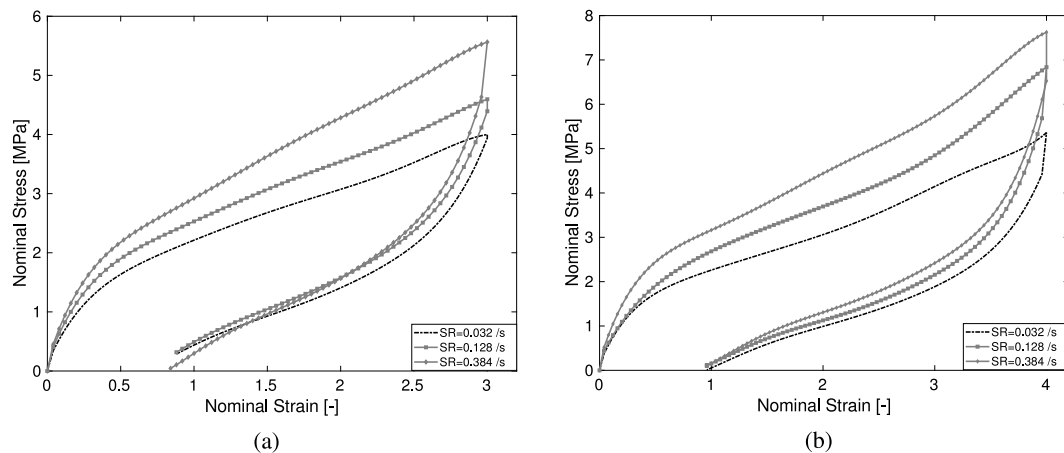 6
5
4
3
2
1
0
Nominal Stress [MPa]
0 0.5 1 1.5 2 2.5 3
Nominal Strain [-]
SR=0.032 /s
SR=0.128 /s
SR=0.384 /s
(a)
8
7
6
5
4
3
2
1
0
Nominal Stress [MPa]
0 1 2 3 4
Nominal Strain [-]
SR=0.032 /s
SR=0.128 /s
SR=0.384 /s
(b)